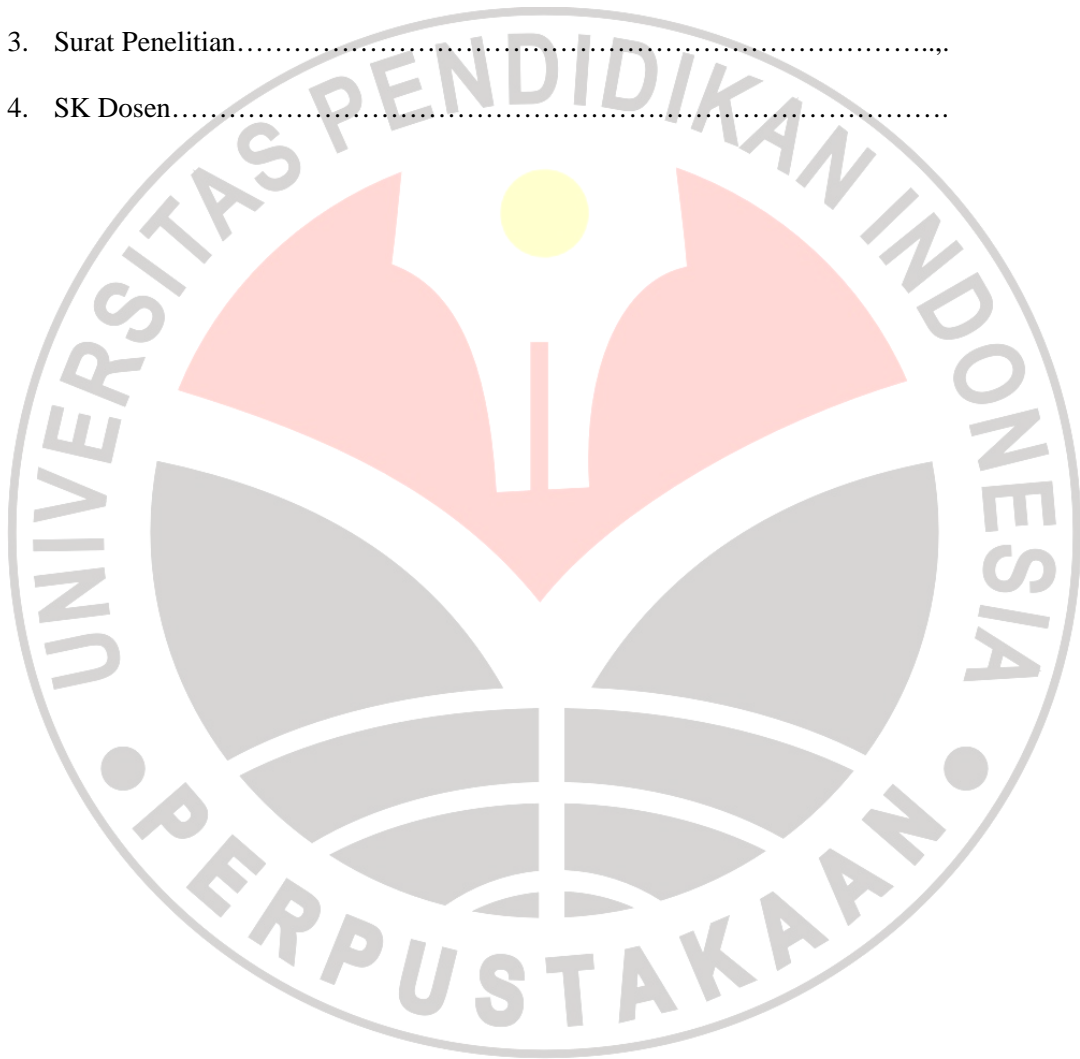 3. Surat Penelitian…………………………………………………………………..,.
4. SK Dosen……………………………………………………………………….
UNIVERSITAS PENDIDIKAN INDONESIA
PERPUSTAKAAN